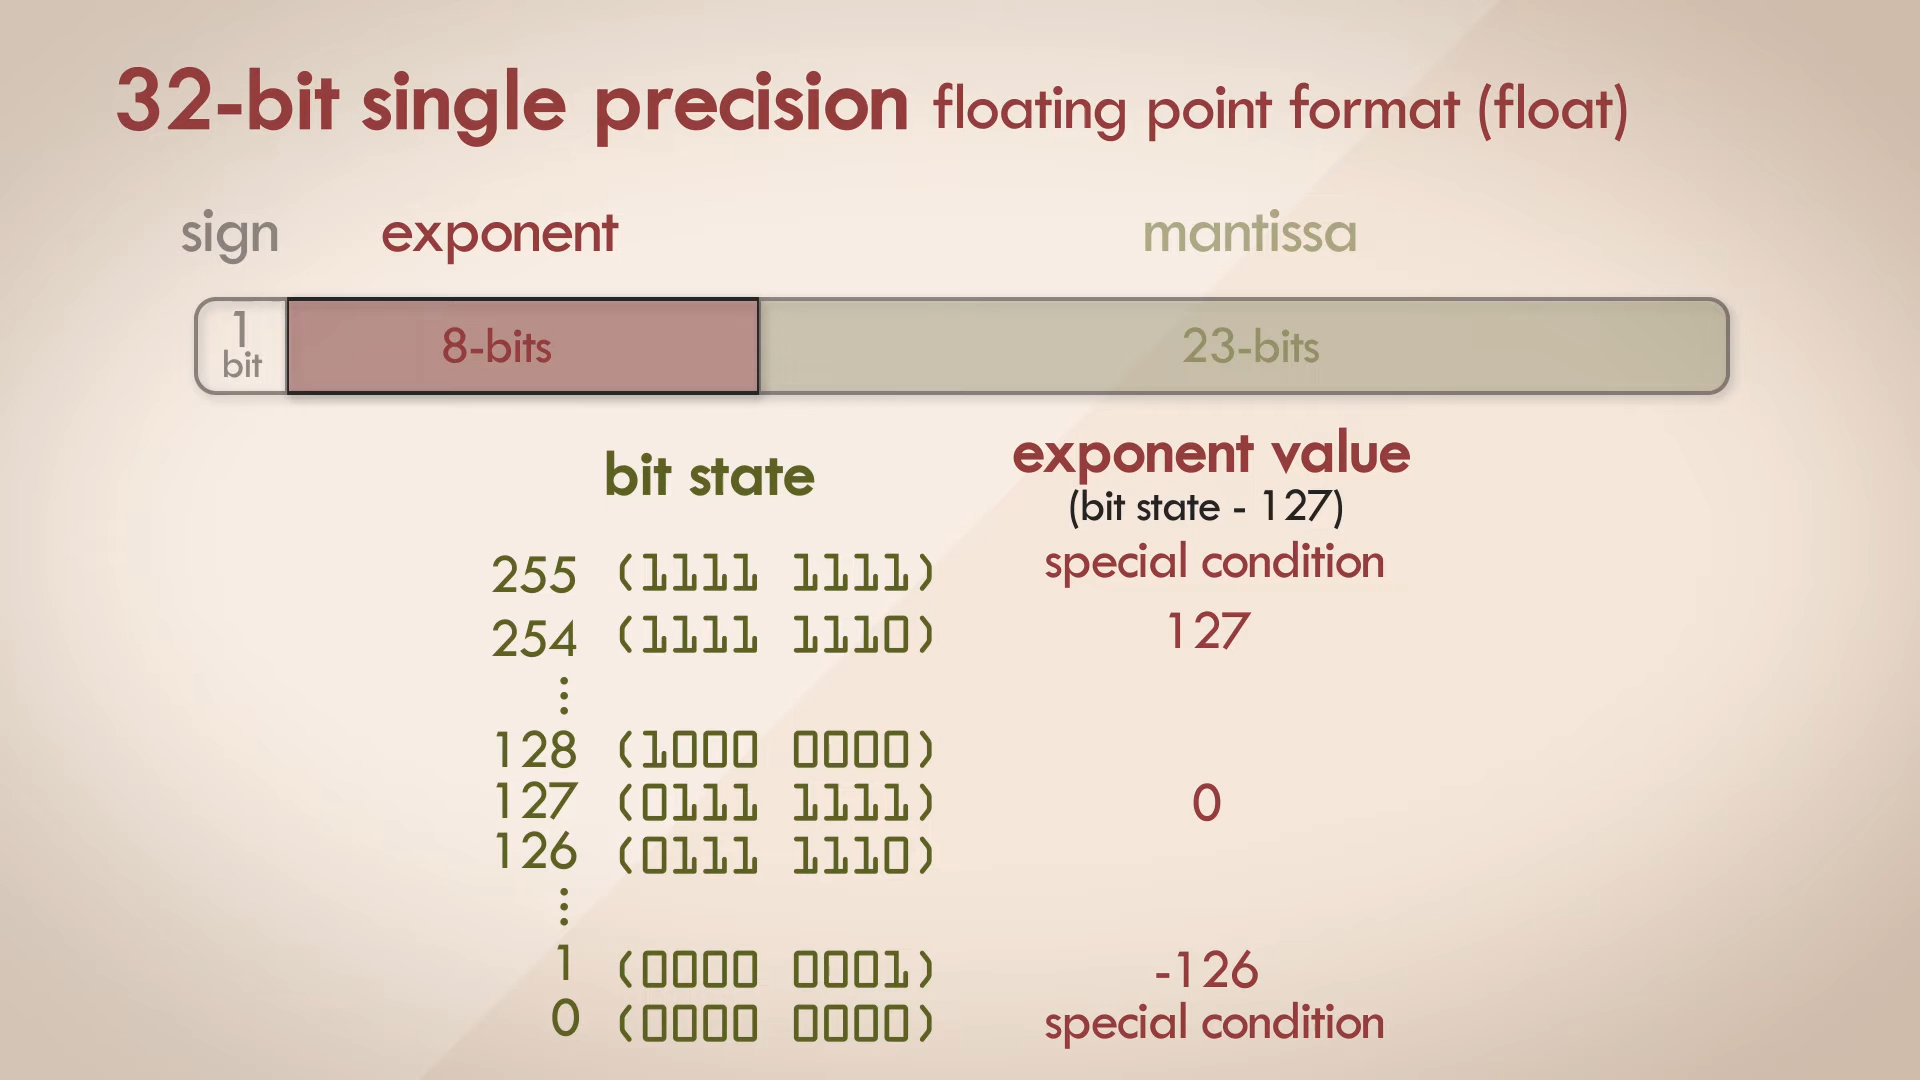 32-bit single precision floating point format (float)
sign exponent mantissa
1 bit 8-bits 23-bits
bit state exponent value
(bit state - 127)
255 (1111 1111) special condition
254 (1111 1110) 127
⋮
128 (1000 0000)
127 (0111 1111) 0
126 (0111 1110)
⋮
1 (0000 0001) -126
0 (0000 0000) special condition